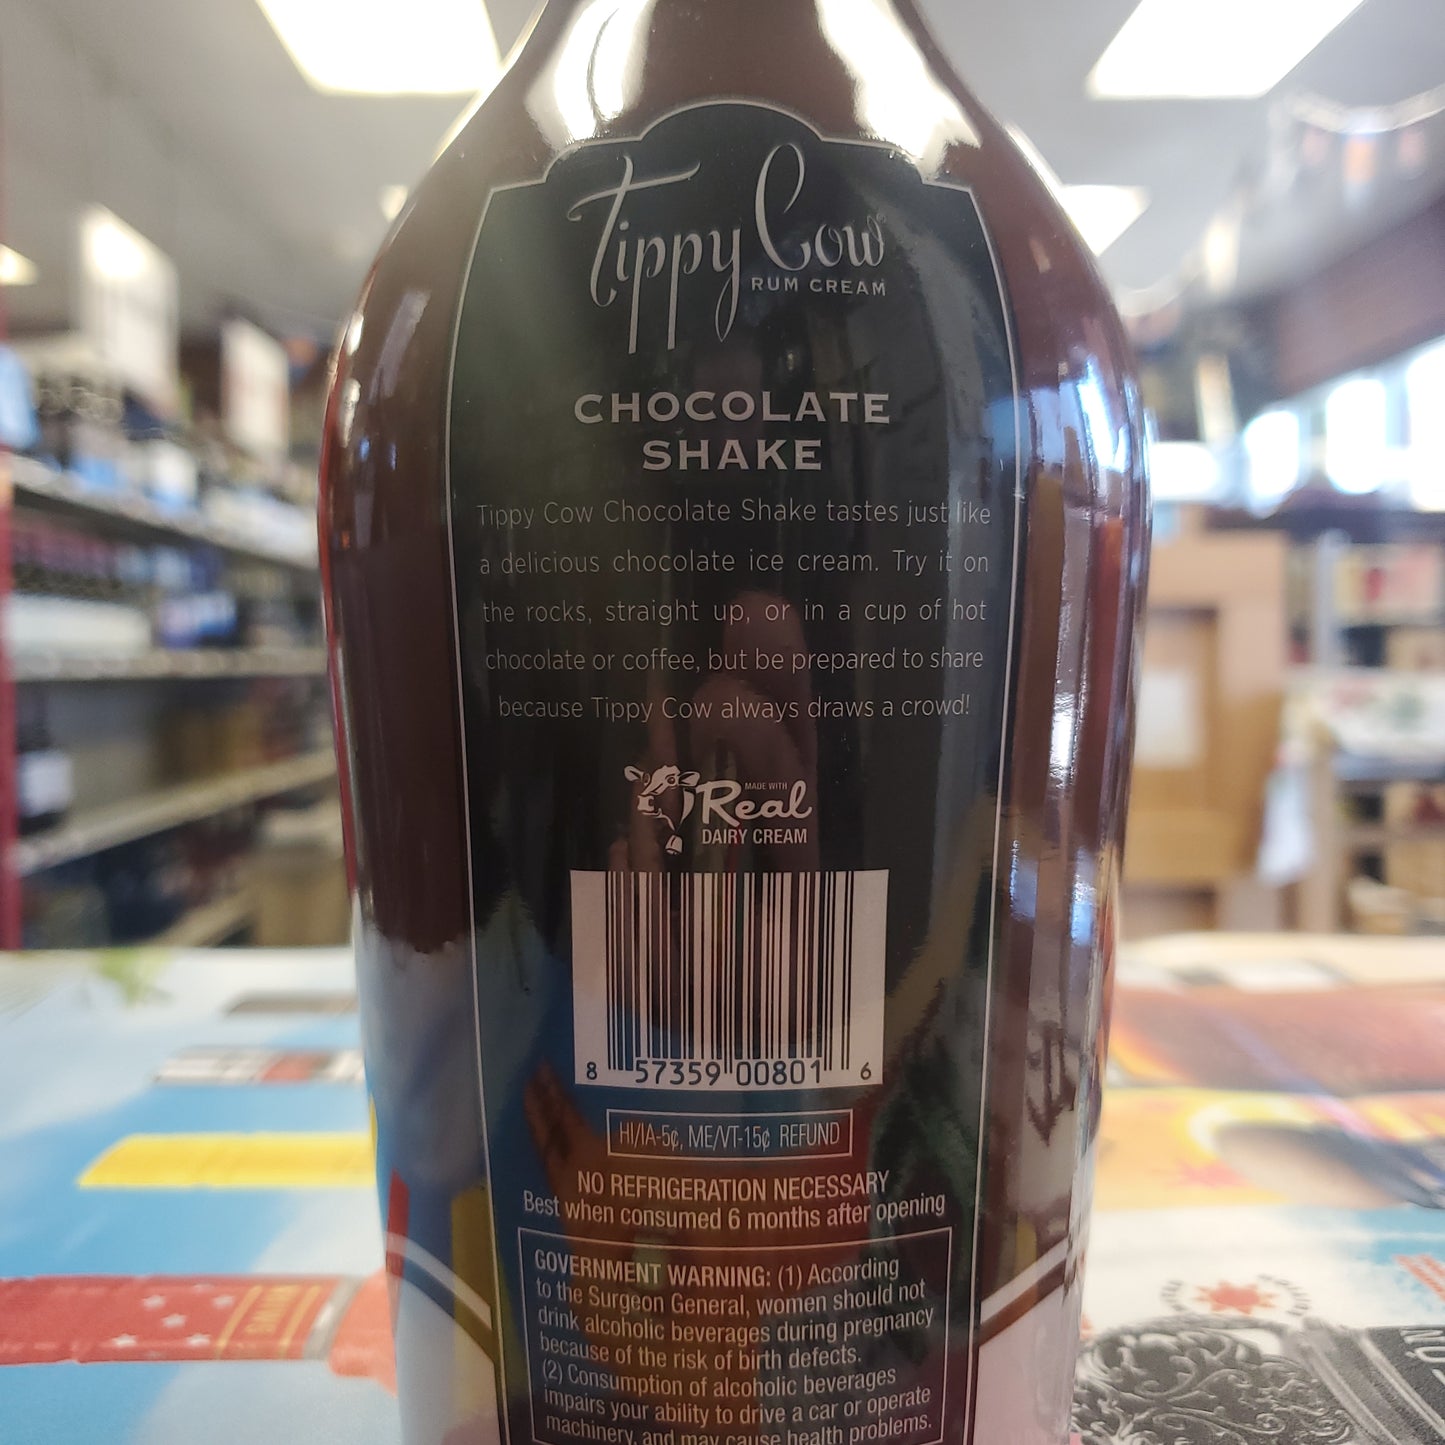 Tippy Cow
RUM CREAM
CHOCOLATE
SHAKE
Tippy Cow Chocolate Shake tastes just like
a delicious chocolate ice cream. Try it on
the rocks, straight up, or in a cup of hot
chocolate or coffee, but be prepared to share
because Tippy Cow always draws a crowd!
MADE WITH
Real
DAIRY CREAM
8 57359 00801 6
HI/IA-5¢, ME/VT-15¢ REFUND
NO REFRIGERATION NECESSARY
Best when consumed 6 months after opening
GOVERNMENT WARNING: (1) According
to the Surgeon General, women should not
drink alcoholic beverages during pregnancy
because of the risk of birth defects.
(2) Consumption of alcoholic beverages
impairs your ability to drive a car or operate
machinery, and may cause health problems.